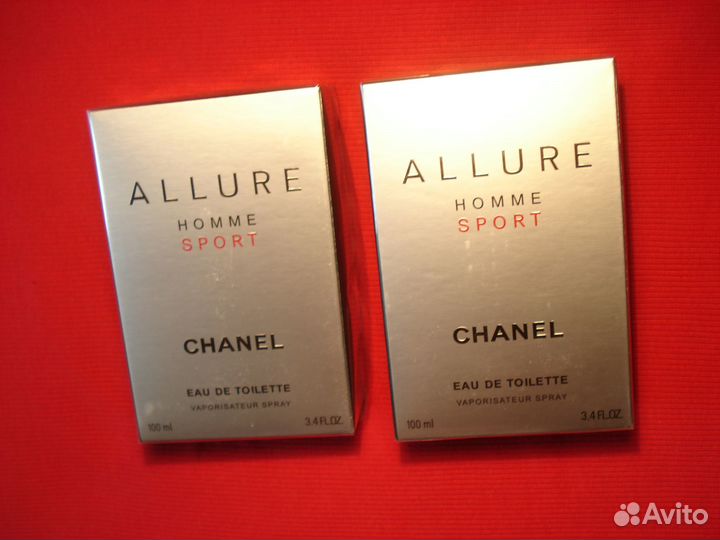 ALLURE
HOMME
SPORT
CHANEL
EAU DE TOILETTE
VAPORISATEUR SPRAY
100 ml 3.4 FL.OZ.
ALLURE
HOMME
SPORT
CHANEL
EAU DE TOILETTE
VAPORISATEUR SPRAY
100 ml 3.4 FL.OZ.
Avito